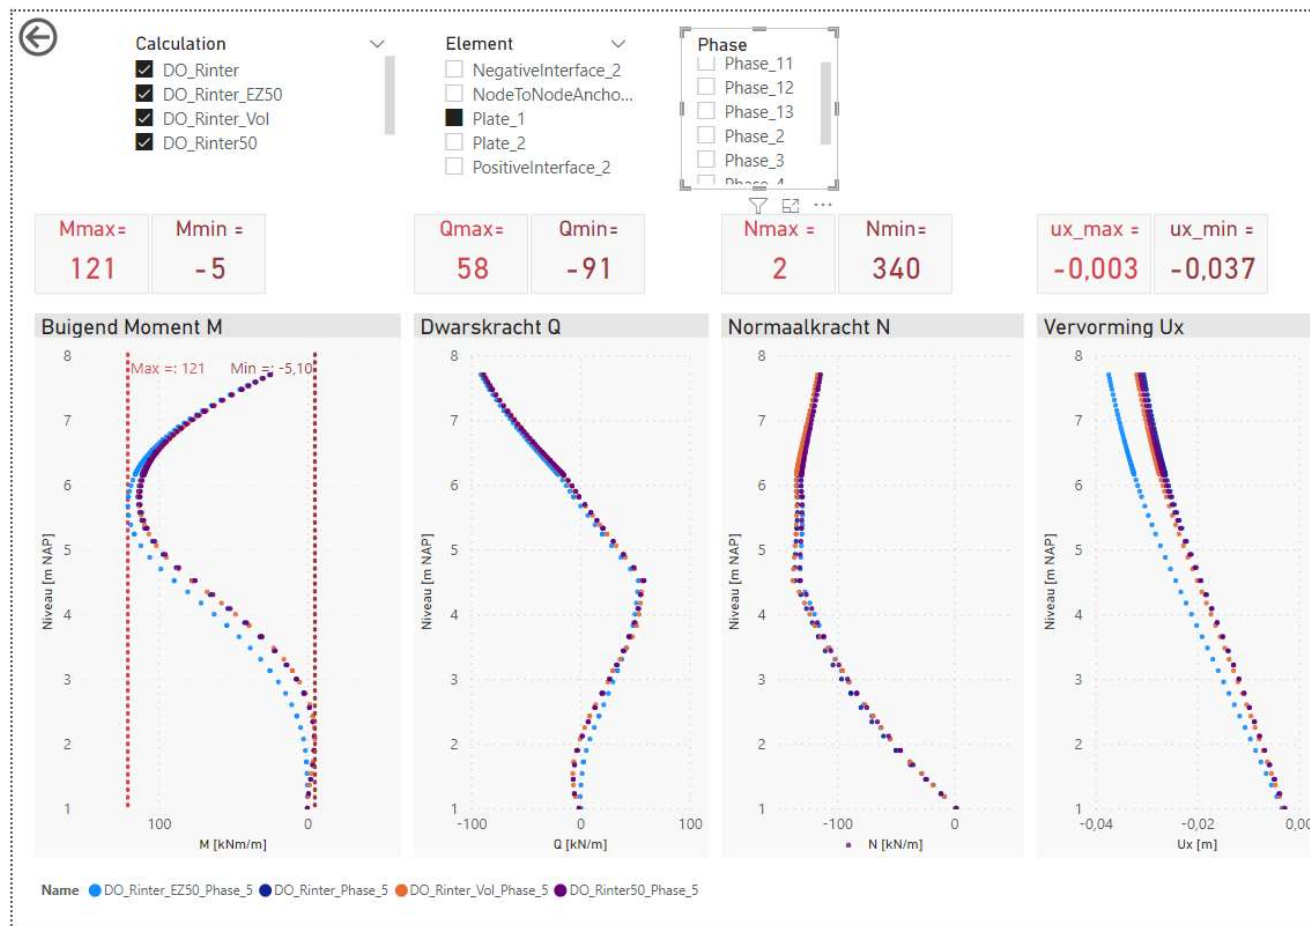 Calculation
DO_Rinter
DO_Rinter_EZ50
DO_Rinter_Vol
DO_Rinter50
Element
NegativeInterface_2
NodeToNodeAncho...
Plate_1
Plate_2
PositiveInterface_2
Phase
Phase_11
Phase_12
Phase_13
Phase_2
Phase_3
Phase_4
Mmax= Mmin =
121 -5
Qmax= Qmin=
58 -91
Nmax = Nmin=
2 340
ux_max = ux_min =
-0,003 -0,037
Buigend Moment M
Max =: 121 Min =: -5,10
8
7
6
5
4
3
2
1
Niveau [m NAP]
100 0
M [kNm/m]
Dwarskracht Q
8
7
6
5
4
3
2
1
Niveau [m NAP]
-100 0 100
Q [kN/m]
Normaalkracht N
8
7
6
5
4
3
2
1
Niveau [m NAP]
-100 0
N [kN/m]
Vervorming Ux
8
7
6
5
4
3
2
1
Niveau [m NAP]
-0,04 -0,02 0,00
Ux [m]
Name DO_Rinter_EZ50_Phase_5 DO_Rinter_Phase_5 DO_Rinter_Vol_Phase_5 DO_Rinter50_Phase_5